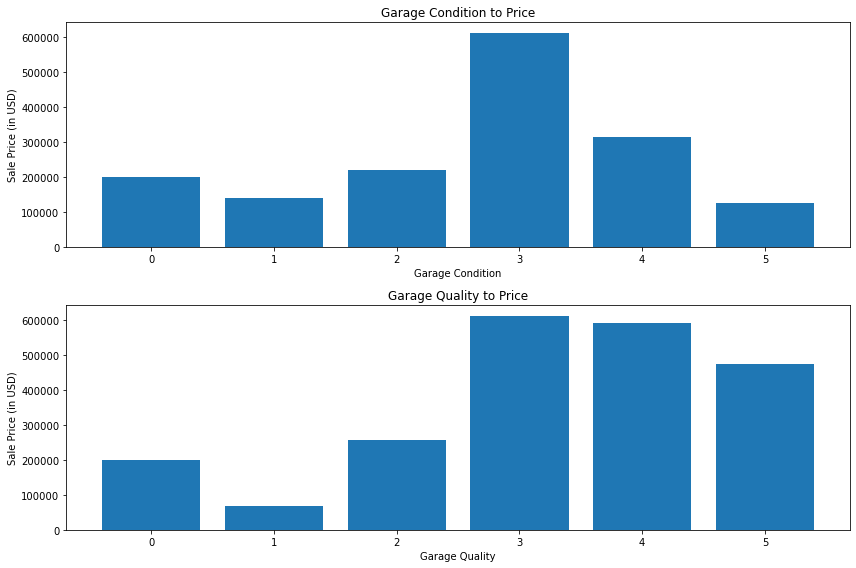 Garage Condition to Price
600000
500000
400000
300000
200000
100000
0
Sale Price (in USD)
0 1 2 3 4 5
Garage Condition
Garage Quality to Price
600000
500000
400000
300000
200000
100000
0
Sale Price (in USD)
0 1 2 3 4 5
Garage Quality